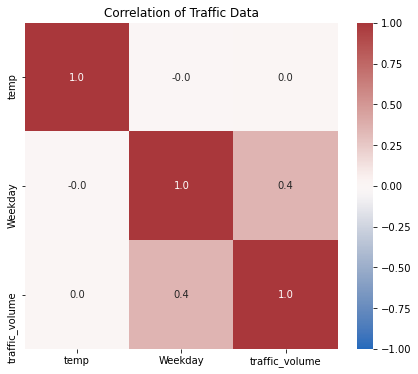 Correlation of Traffic Data
temp
1.0
-0.0
0.0
Weekday
-0.0
1.0
0.4
traffic_volume
0.0
0.4
1.0
temp
Weekday
traffic_volume
1.00
0.75
0.50
0.25
0.00
−0.25
−0.50
−0.75
−1.00